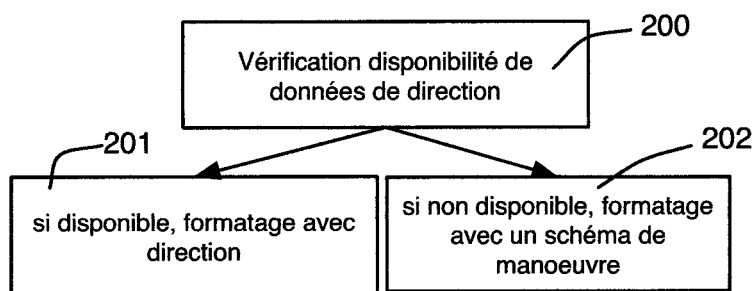 200
Vérification disponibilité de
données de direction
201
202
si disponible, formatage avec
direction
si non disponible, formatage
avec un schéma de
manoeuvre